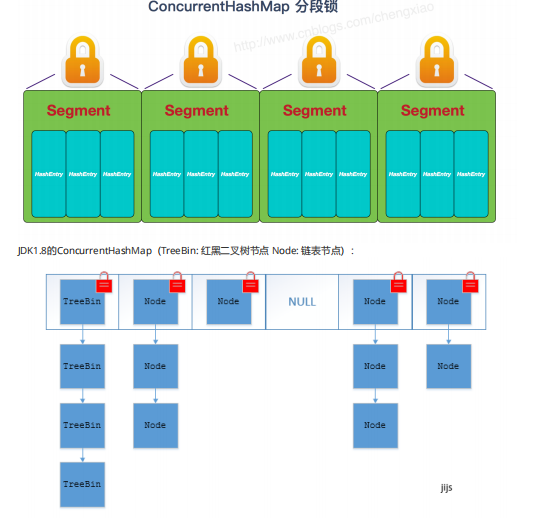 ConcurrentHashMap 分段锁
http://www.cnblogs.com/chengxiao
Segment Segment Segment Segment
HashEntry HashEntry HashEntry HashEntry HashEntry HashEntry HashEntry HashEntry HashEntry HashEntry HashEntry HashEntry
JDK1.8的ConcurrentHashMap（TreeBin: 红黑二叉树节点 Node: 链表节点）:
TreeBin Node Node NULL Node Node
TreeBin Node Node Node
TreeBin Node Node
TreeBin
jijs